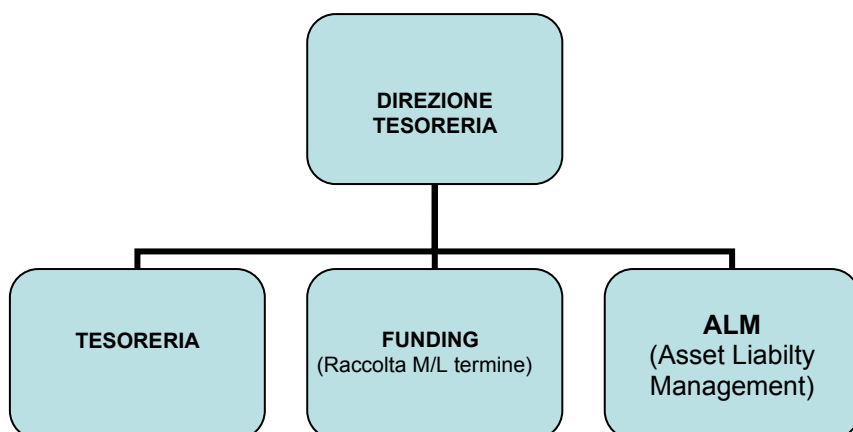 DIREZIONE
TESORERIA
TESORERIA
FUNDING
(Raccolta M/L termine)
ALM
(Asset Liabilty
Management)